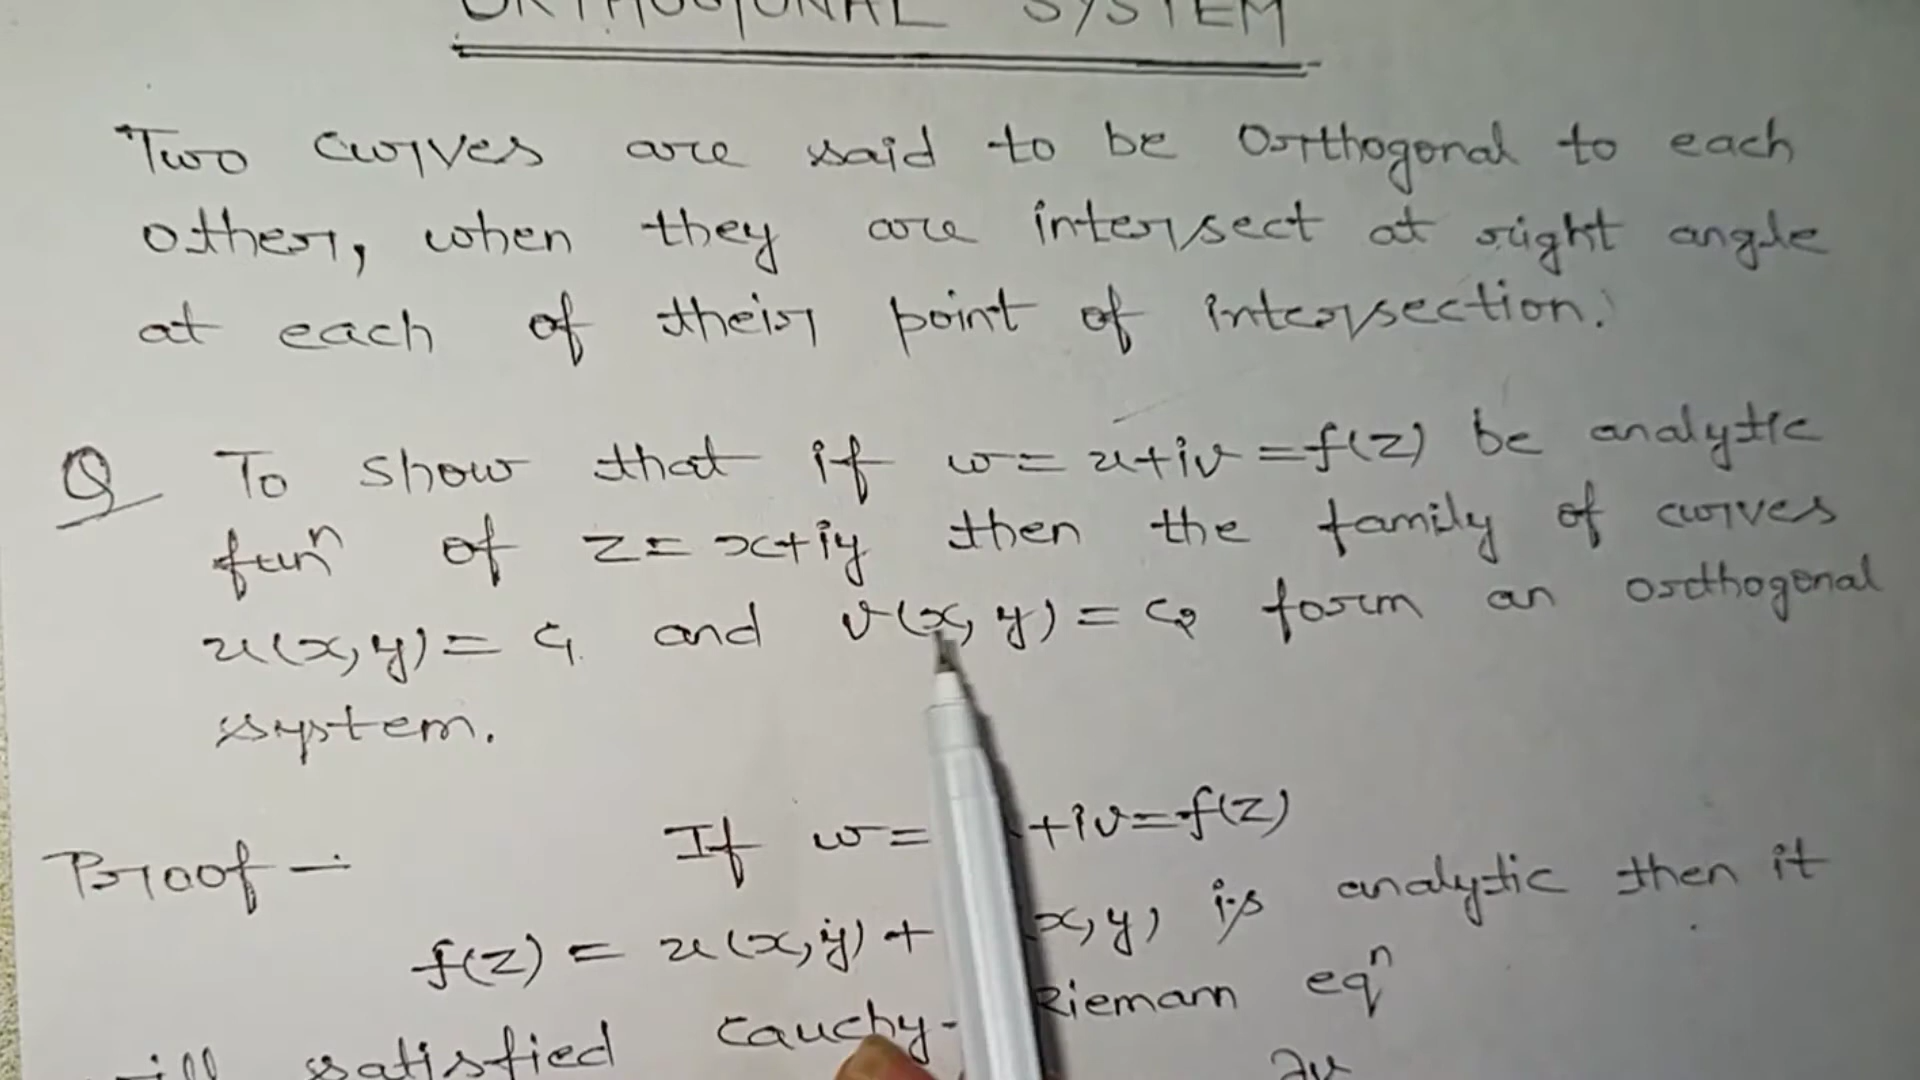 ORTHOGONAL SYSTEM
Two curves are said to be Orthogonal to each
other, when they are intersect at right angle
at each of their point of intersection.
Q To show that if w = u+iv = f(z) be analytic
funⁿ of z = x+iy then the family of curves
u(x,y) = c₁ and v(x,y) = c₂ form an orthogonal
system.
Proof – If w = +iv = f(z)
f(z) = u(x,y) + x,y) is analytic then it
will satisfied Cauchy- Riemann eqⁿ
∂v